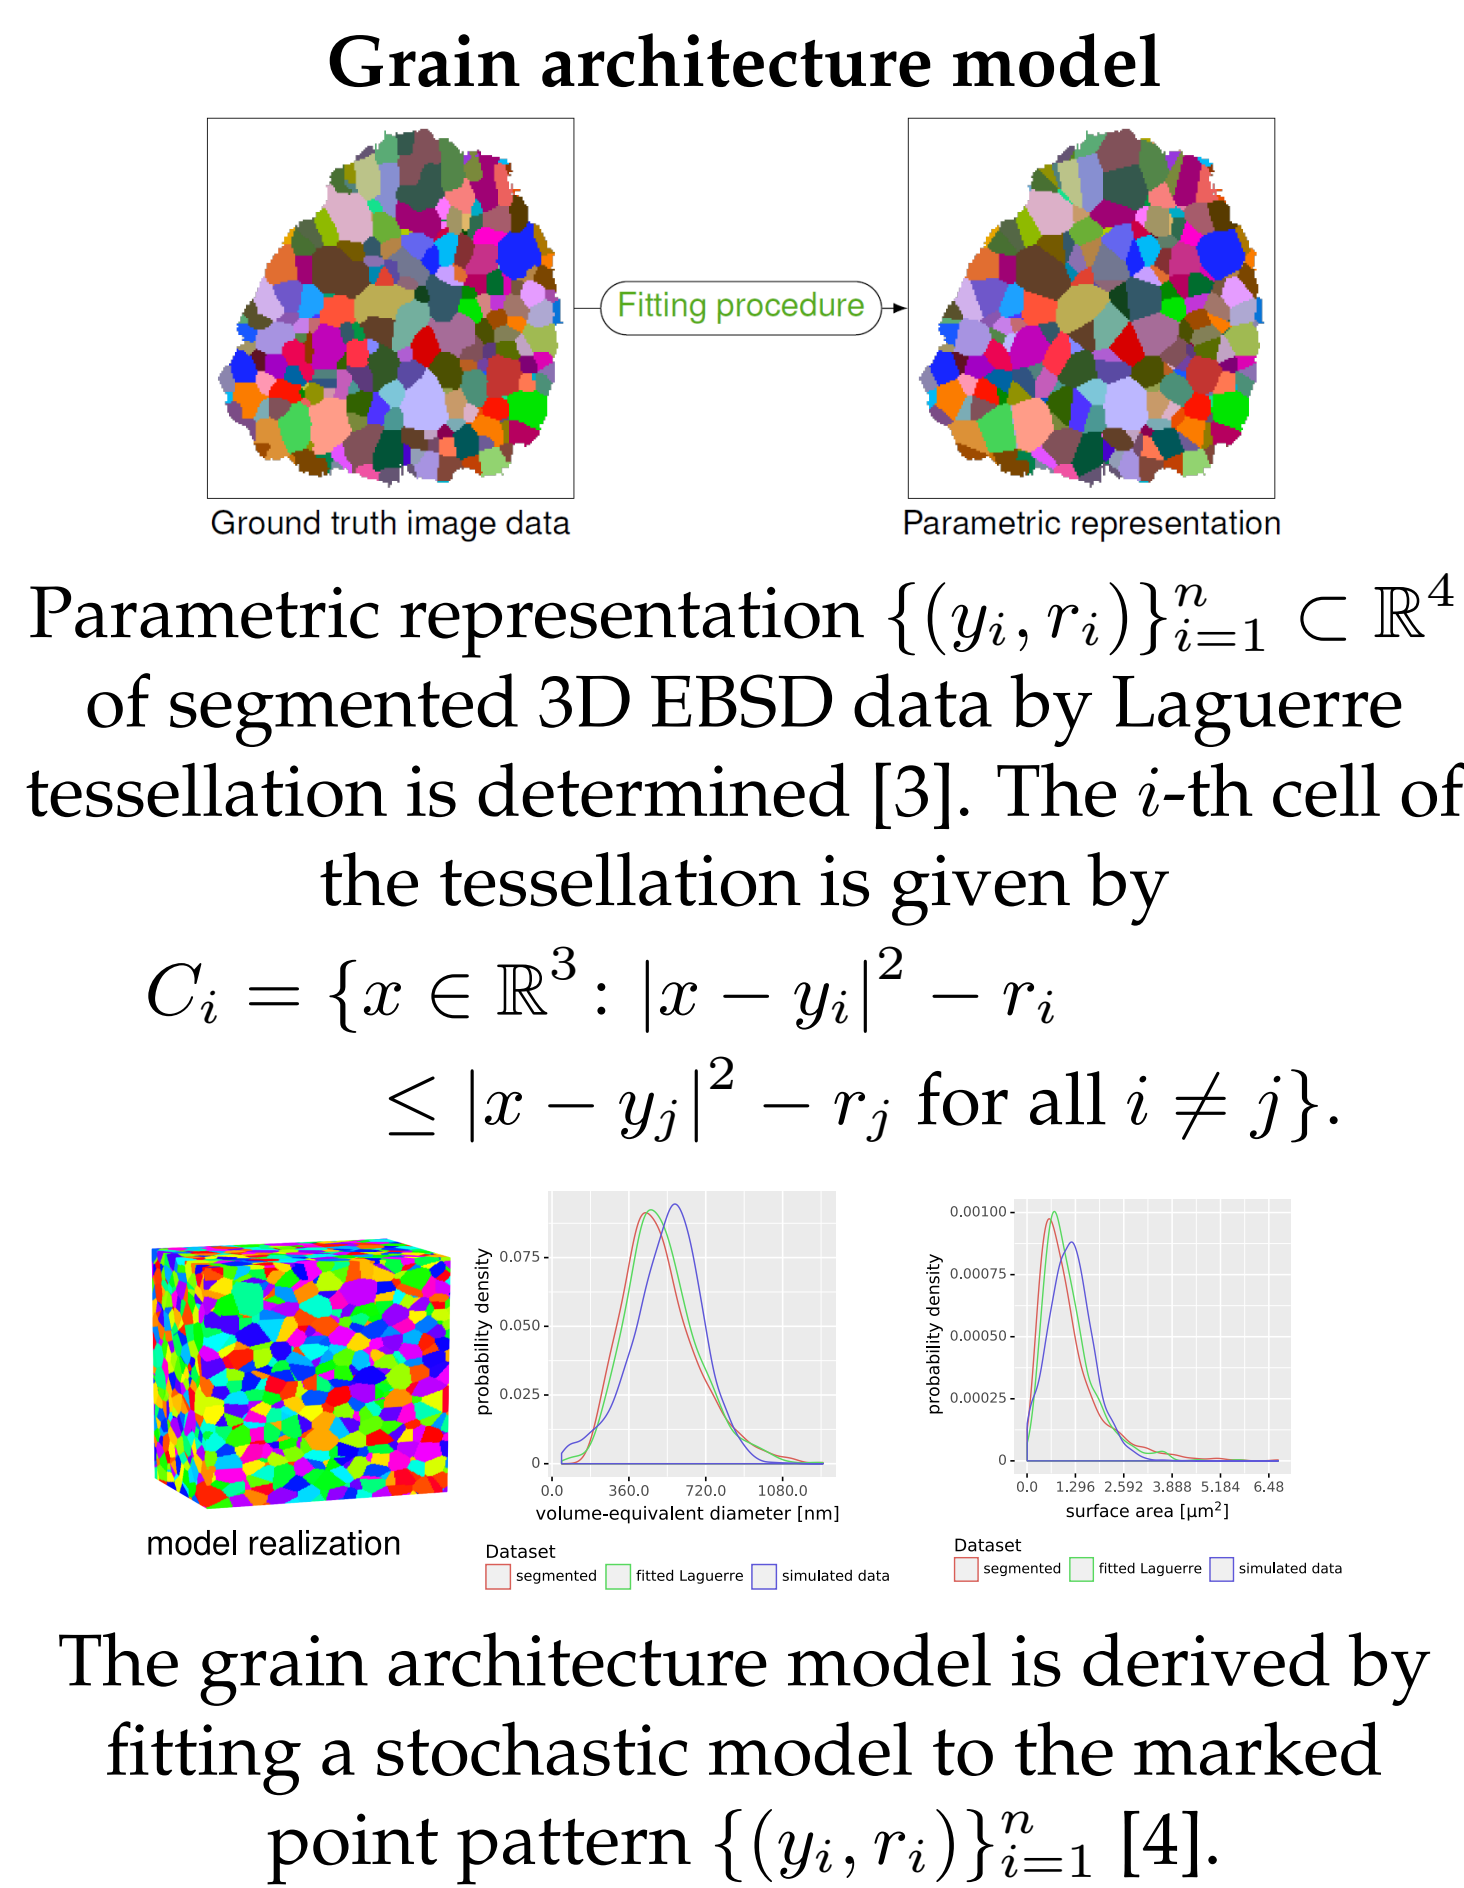 Grain architecture model
Fitting procedure
Ground truth image data
Parametric representation
Parametric representation {(y_i, r_i)}_{i=1}^n ⊂ ℝ^4
of segmented 3D EBSD data by Laguerre
tessellation is determined [3]. The i-th cell of
the tessellation is given by
C_i = {x ∈ ℝ^3 : |x − y_i|^2 − r_i
≤ |x − y_j|^2 − r_j for all i ≠ j}.
model realization
probability density
0.075
0.050
0.025
0
0.0 360.0 720.0 1080.0
volume-equivalent diameter [nm]
Dataset
segmented fitted Laguerre simulated data
probability density
0.00100
0.00075
0.00050
0.00025
0
0.0 1.296 2.592 3.888 5.184 6.48
surface area [µm²]
Dataset
segmented fitted Laguerre simulated data
The grain architecture model is derived by
fitting a stochastic model to the marked
point pattern {(y_i, r_i)}_{i=1}^n [4].